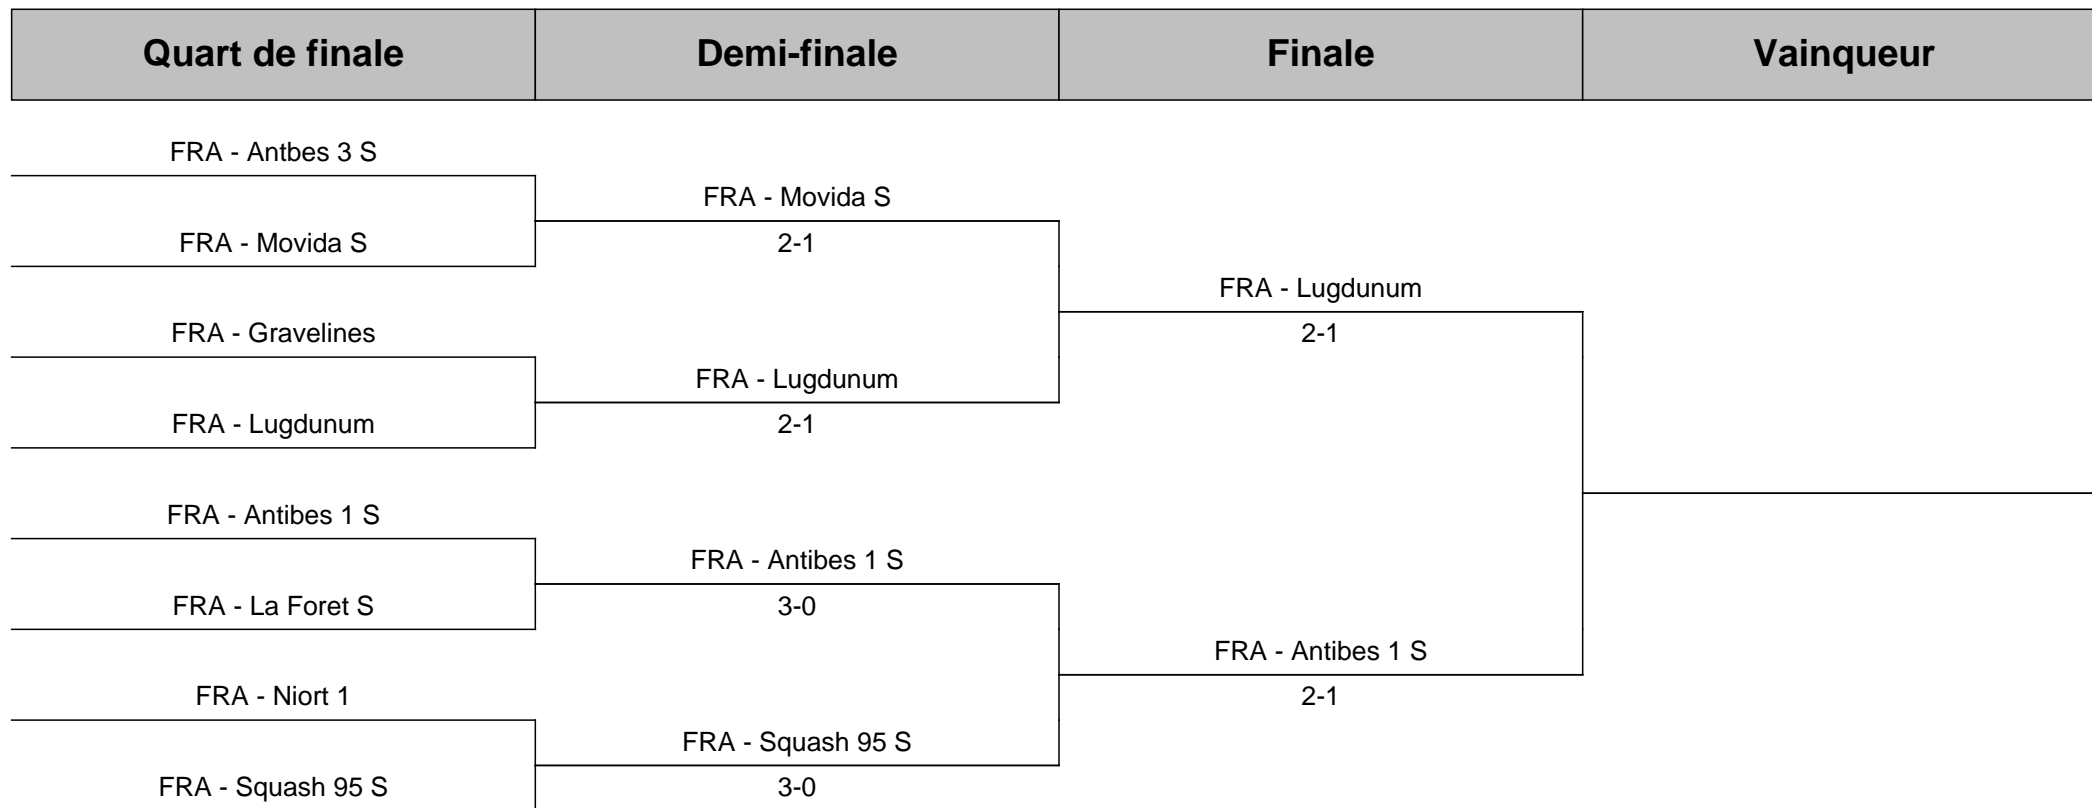 Quart de finale Demi-finale Finale Vainqueur
FRA - Antbes 3 S
FRA - Movida S
FRA - Movida S
2-1
FRA - Lugdunum
FRA - Gravelines
2-1
FRA - Lugdunum
FRA - Lugdunum
2-1
FRA - Antibes 1 S
FRA - Antibes 1 S
FRA - La Foret S
3-0
FRA - Antibes 1 S
FRA - Niort 1
2-1
FRA - Squash 95 S
FRA - Squash 95 S
3-0